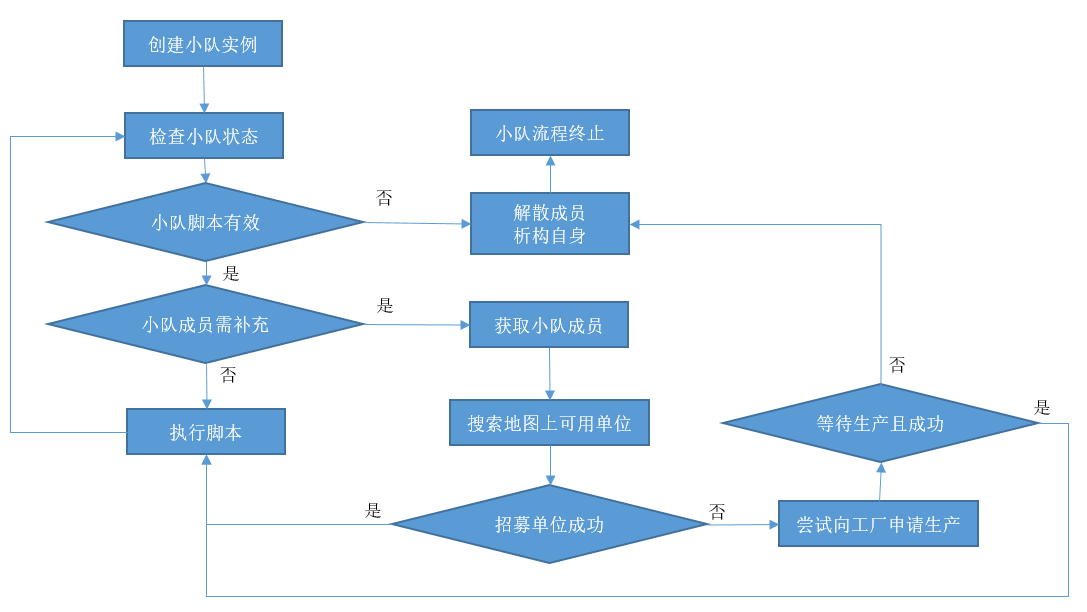 创建小队实例
检查小队状态
小队流程终止
小队脚本有效
否
解散成员
析构自身
是
小队成员需补充
是
获取小队成员
否
执行脚本
搜索地图上可用单位
否
等待生产且成功
是
是
招募单位成功
否
尝试向工厂申请生产